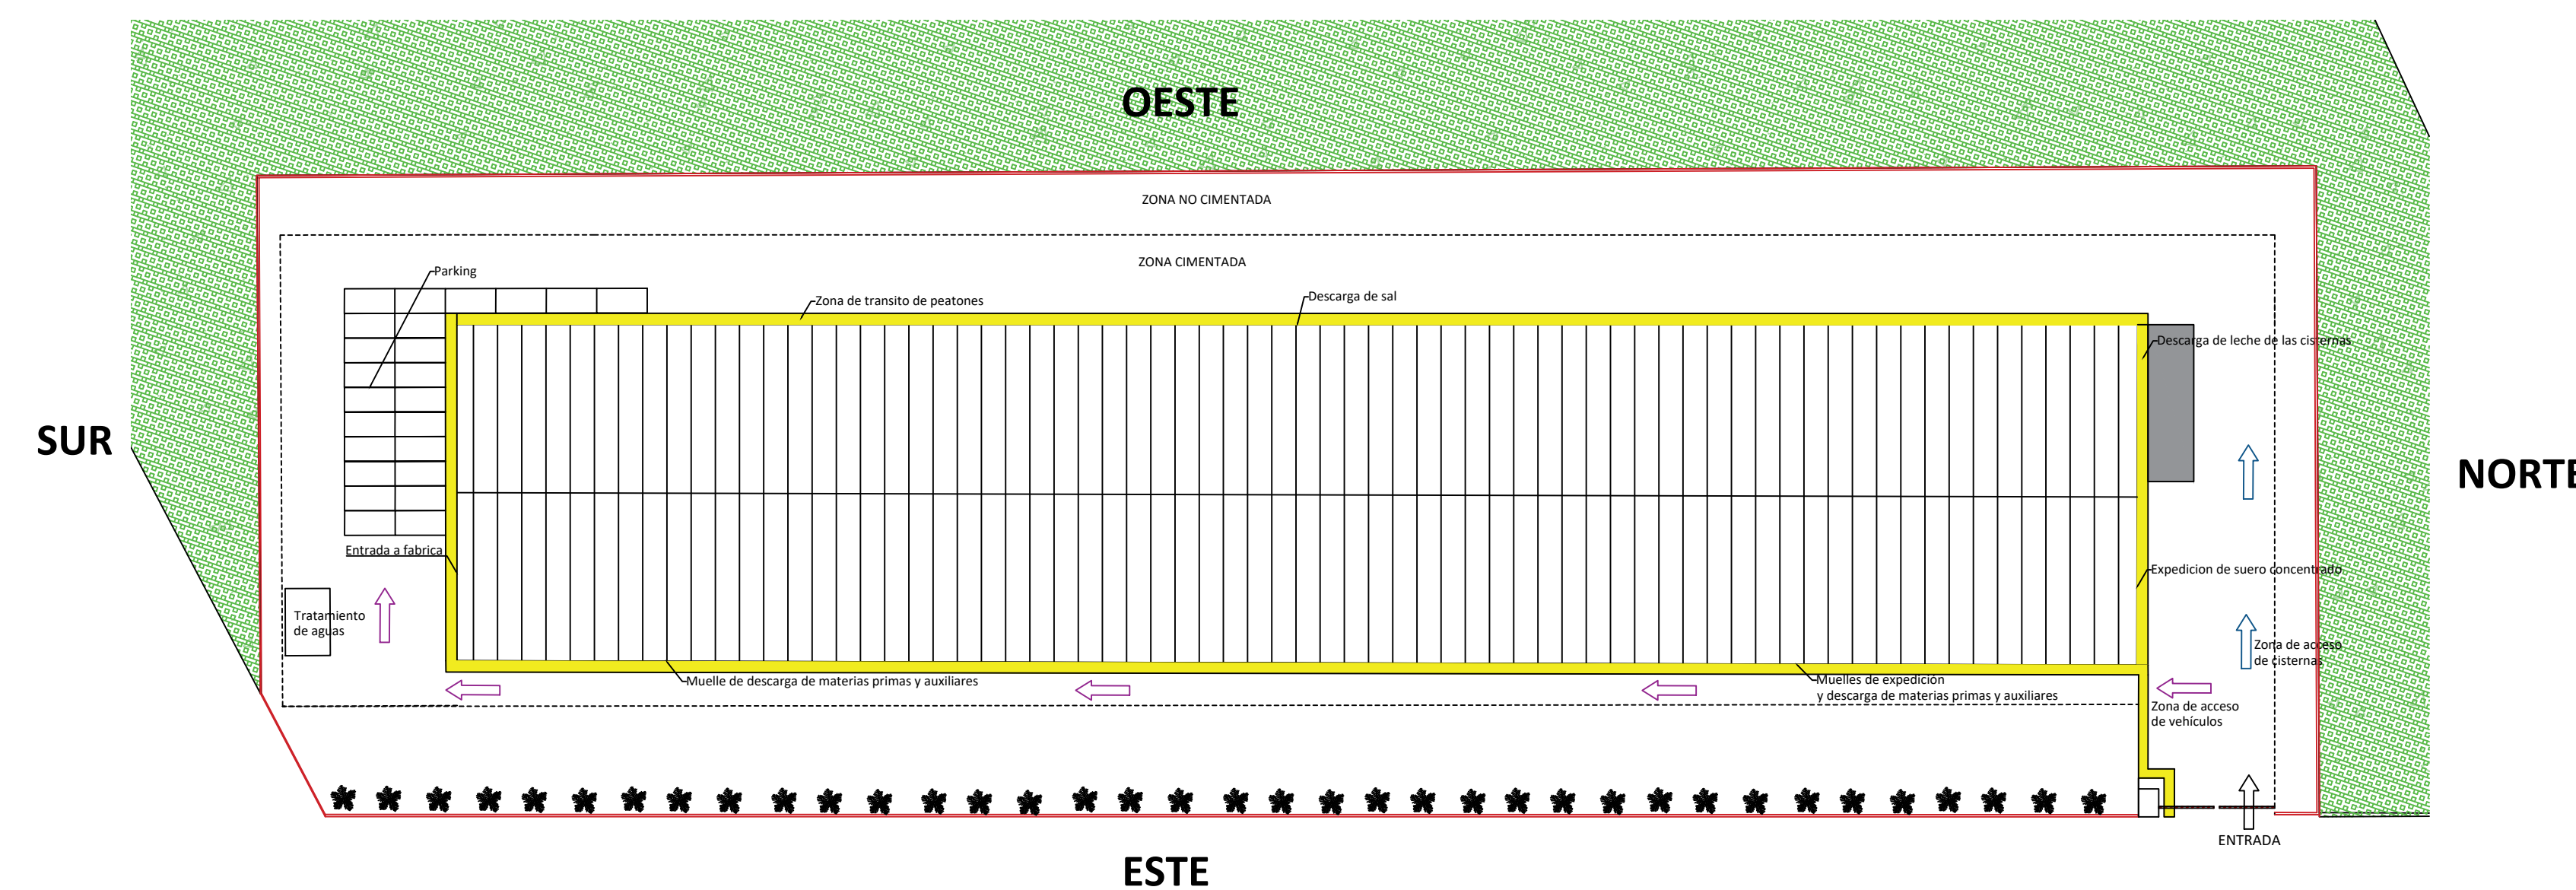 OESTE
ZONA NO CIMENTADA
ZONA CIMENTADA
Parking
Zona de transito de peatones
Descarga de sal
Descarga de leche de las cisternas
SUR
NORTE
Entrada a fabrica
Expedicion de suero concentrado
Tratamiento
de aguas
Zona de acceso
de cisternas
Muelle de descarga de materias primas y auxiliares
Muelles de expedición
y descarga de materias primas y auxiliares
Zona de acceso
de vehículos
ENTRADA
ESTE